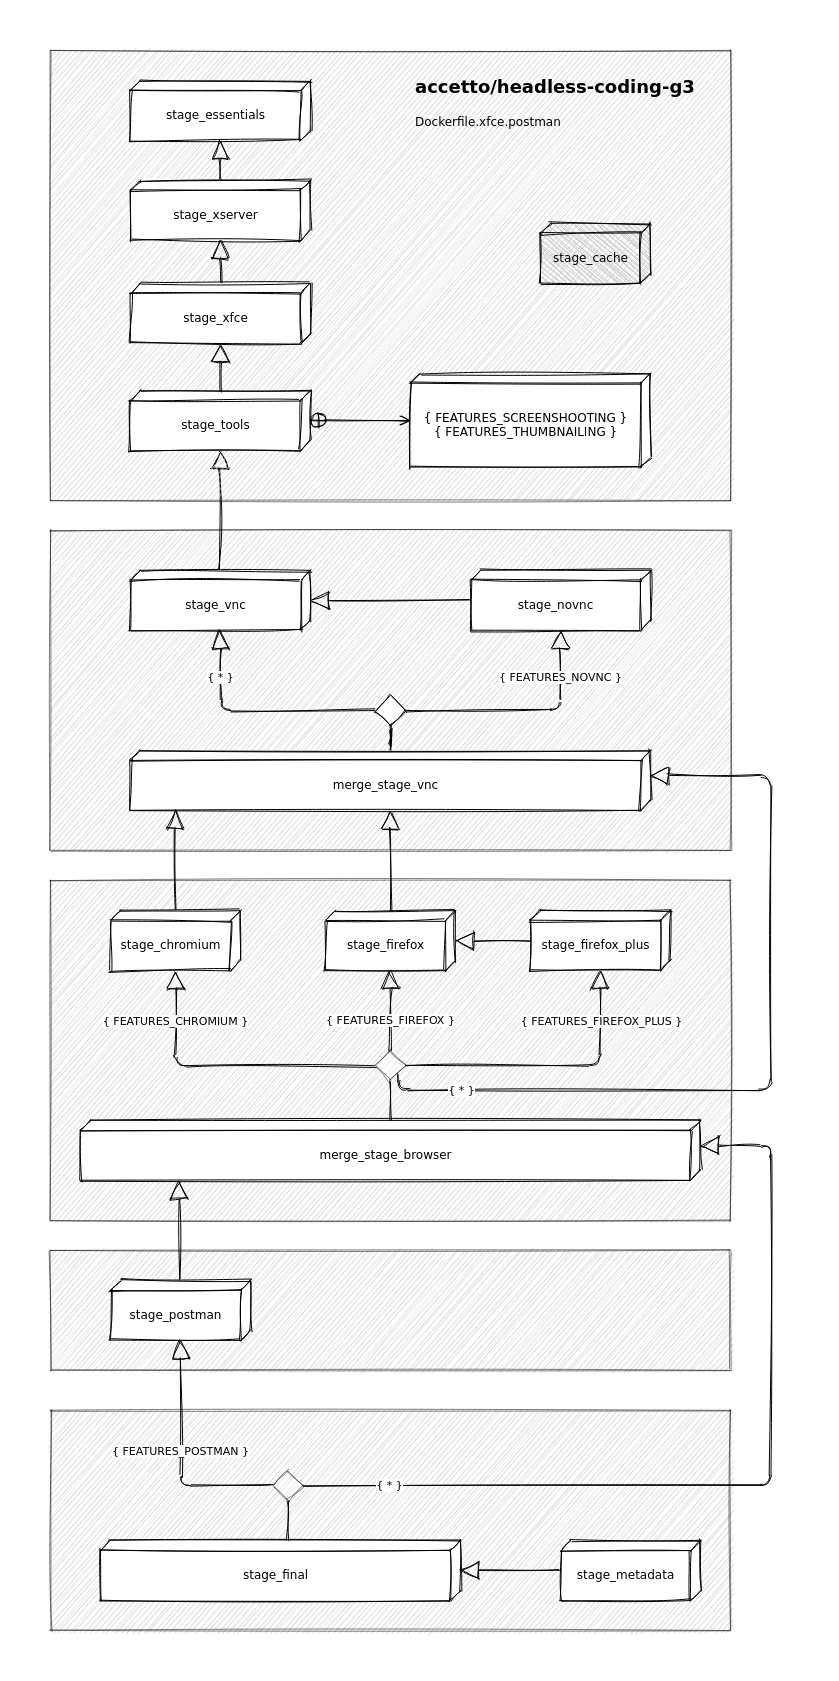 accetto/headless-coding-g3
Dockerfile.xfce.postman
stage_essentials
stage_xserver
stage_cache
stage_xfce
stage_tools
{ FEATURES_SCREENSHOOTING }
{ FEATURES_THUMBNAILING }
stage_vnc
stage_novnc
{ * }
{ FEATURES_NOVNC }
merge_stage_vnc
stage_chromium
stage_firefox
stage_firefox_plus
{ FEATURES_CHROMIUM }
{ FEATURES_FIREFOX }
{ FEATURES_FIREFOX_PLUS }
{ * }
merge_stage_browser
stage_postman
{ FEATURES_POSTMAN }
{ * }
stage_final
stage_metadata